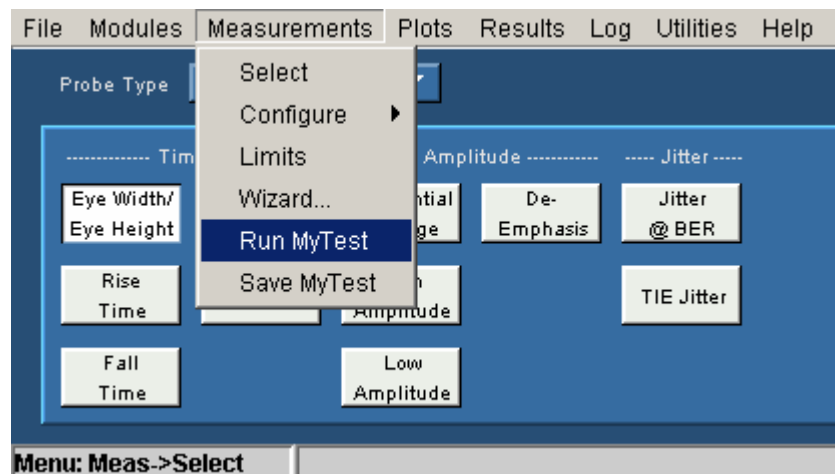 File Modules Measurements Plots Results Log Utilities Help
Probe Type
Select
Configure
Limits
Wizard...
Run MyTest
Save MyTest
Amplitude ------------ ----- Jitter -----
Eye Width/
Eye Height
De-
Emphasis
Jitter
@ BER
Rise
Time
Amplitude
TIE Jitter
Fall
Time
Low
Amplitude
Menu: Meas->Select